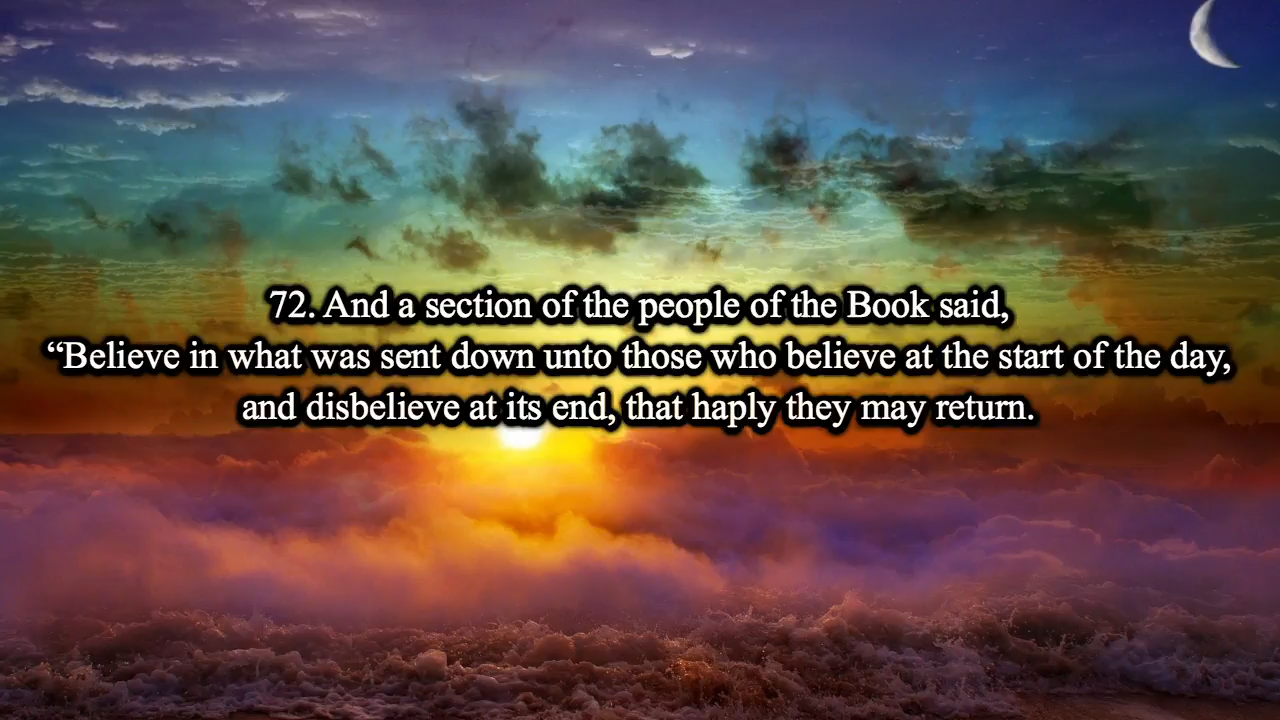 72. And a section of the people of the Book said,
“Believe in what was sent down unto those who believe at the start of the day,
and disbelieve at its end, that haply they may return.